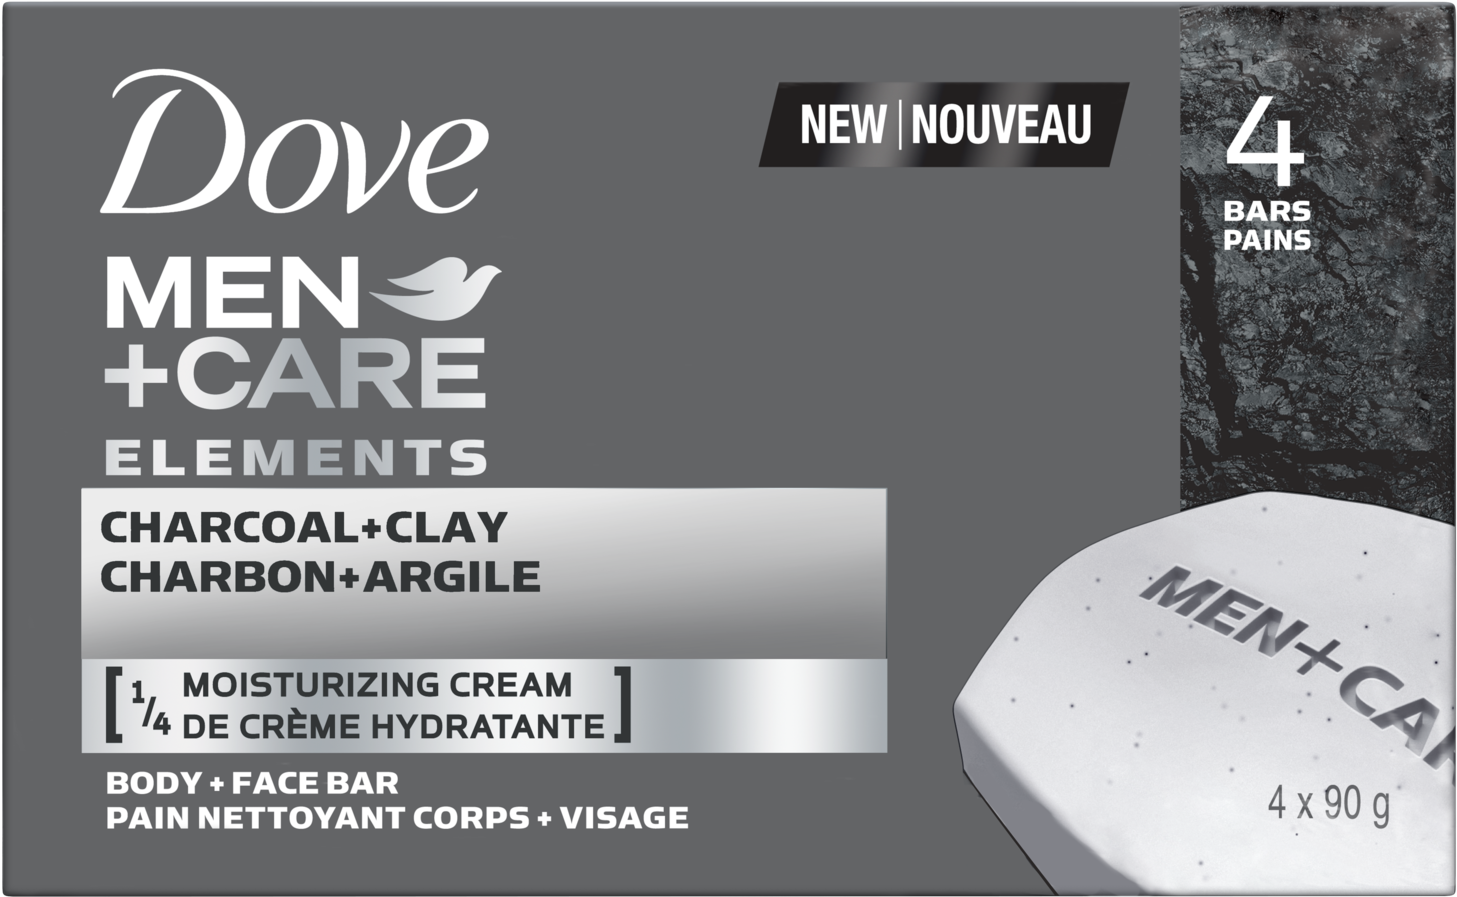 Dove
MEN
+CARE
ELEMENTS
CHARCOAL+CLAY
CHARBON+ARGILE
[1/4 MOISTURIZING CREAM
DE CRÈME HYDRATANTE]
BODY + FACE BAR
PAIN NETTOYANT CORPS + VISAGE
NEW | NOUVEAU
4
BARS
PAINS
MEN+CAR
4 x 90 g